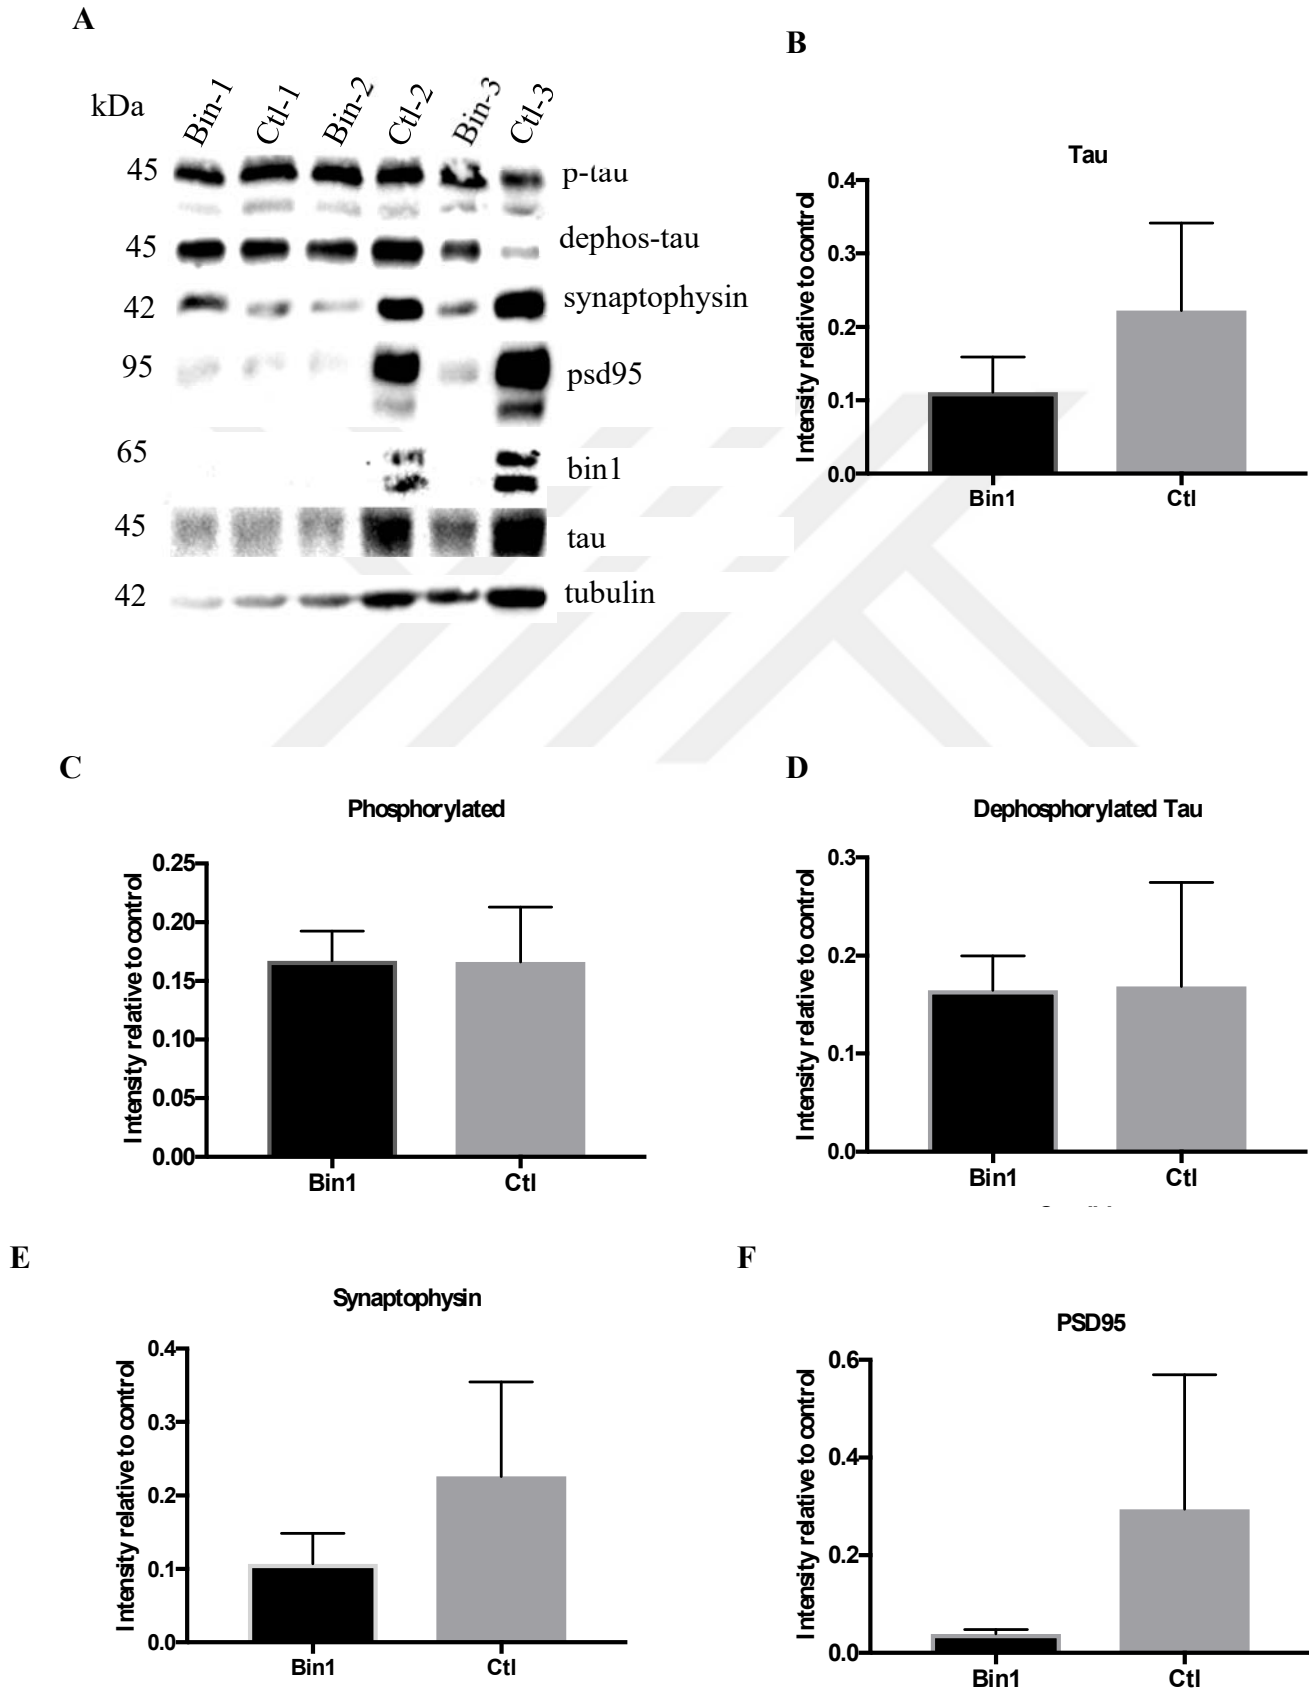 A
B
kDa
Bin-1
Ctl-1
Bin-2
Ctl-2
Bin-3
Ctl-3
45
p-tau
45
dephos-tau
42
synaptophysin
95
psd95
65
bin1
45
tau
42
tubulin
Tau
Intensity relative to control
0.4
0.3
0.2
0.1
0.0
Bin1
Ctl
C
D
Phosphorylated
Intensity relative to control
0.25
0.20
0.15
0.10
0.05
0.00
Bin1
Ctl
Dephosphorylated Tau
Intensity relative to control
0.3
0.2
0.1
0.0
Bin1
Ctl
E
F
Synaptophysin
Intensity relative to control
0.4
0.3
0.2
0.1
0.0
Bin1
Ctl
PSD95
Intensity relative to control
0.6
0.4
0.2
0.0
Bin1
Ctl